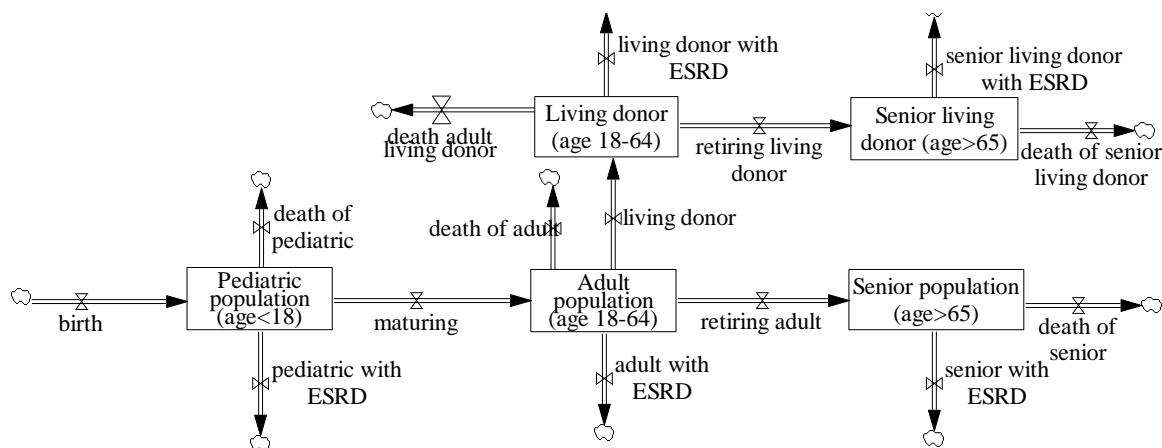 living donor with
ESRD
senior living donor
with ESRD
death adult
living donor
Living donor
(age 18-64)
retiring living
donor
Senior living
donor (age>65)
death of senior
living donor
death of
pediatric
death of adult
living donor
birth
Pediatric
population
(age<18)
maturing
Adult
population
(age 18-64)
retiring adult
Senior population
(age>65)
death of
senior
pediatric with
ESRD
adult with
ESRD
senior with
ESRD